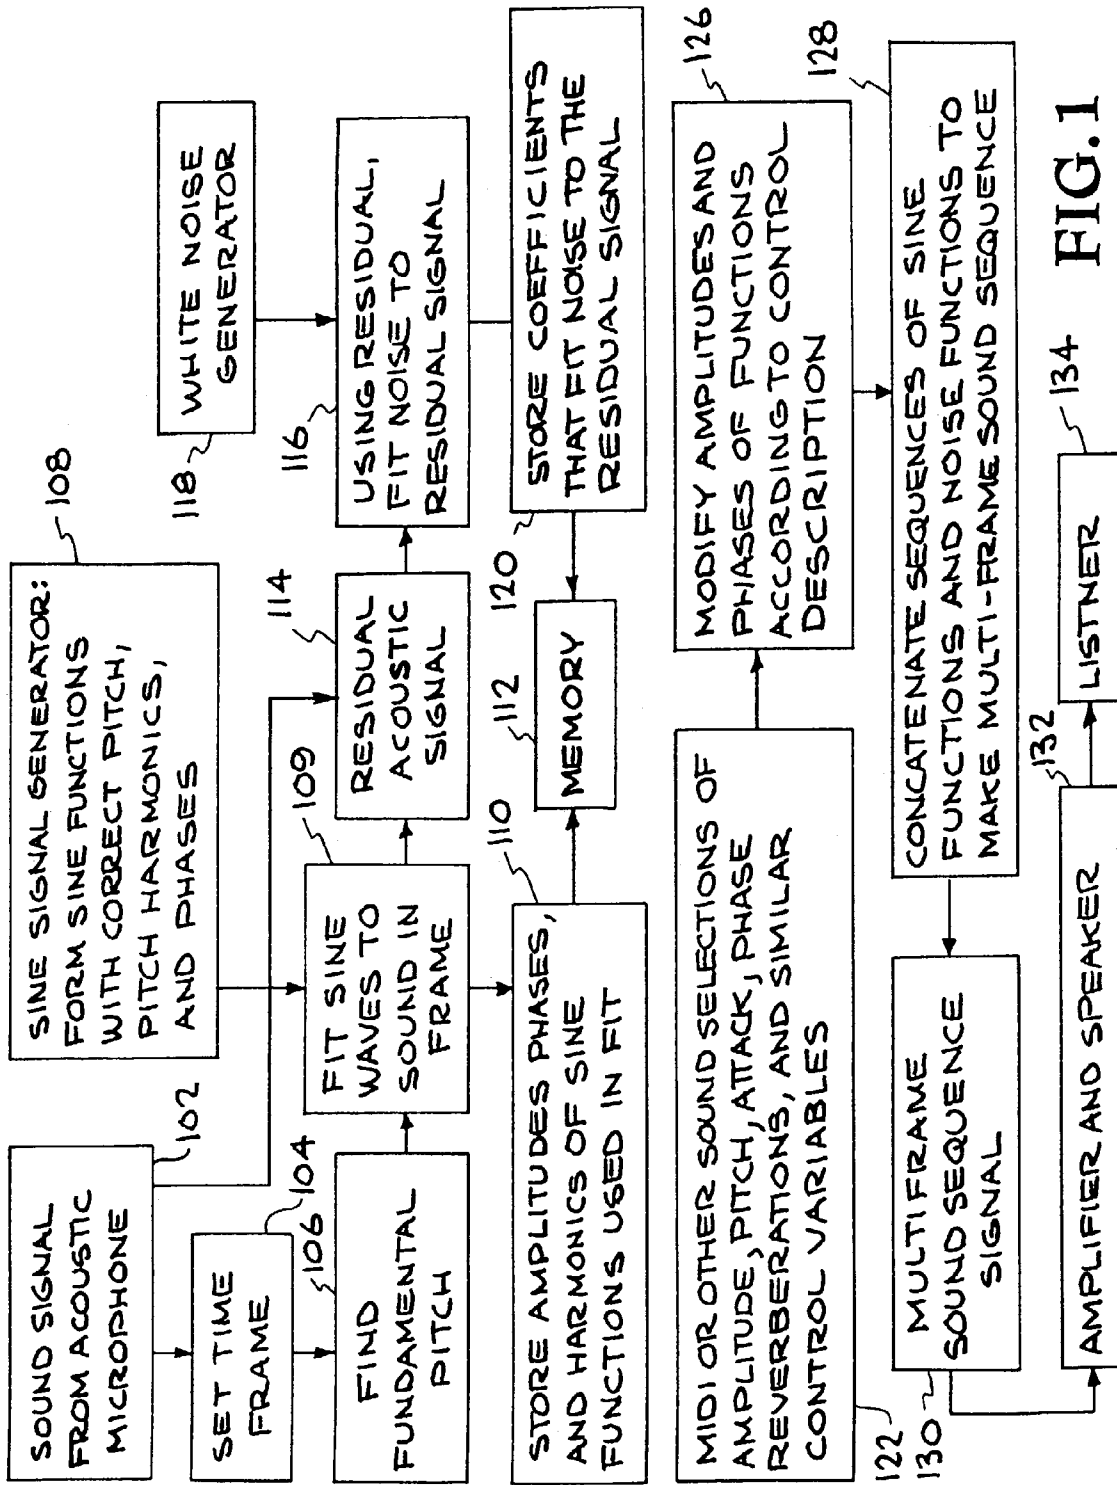 SOUND SIGNAL
FROM ACOUSTIC
MICROPHONE
102
SINE SIGNAL GENERATOR:
FORM SINE FUNCTIONS
WITH CORRECT PITCH,
PITCH HARMONICS,
AND PHASES
108
WHITE NOISE
GENERATOR
118
SET TIME
FRAME
104
FIND
FUNDAMENTAL
PITCH
106
FIT SINE
WAVES TO
SOUND IN
FRAME
109
RESIDUAL
ACOUSTIC
SIGNAL
114
USING RESIDUAL,
FIT NOISE TO
RESIDUAL SIGNAL
116
STORE AMPLITUDES PHASES,
AND HARMONICS OF SINE
FUNCTIONS USED IN FIT
110
MEMORY
112
STORE COEFFICIENTS
THAT FIT NOISE TO THE
RESIDUAL SIGNAL
120
MIDI OR OTHER SOUND SELECTIONS OF
AMPLITUDE, PITCH, ATTACK, PHASE
REVERBERATIONS, AND SIMILAR
CONTROL VARIABLES
122
MODIFY AMPLITUDES AND
PHASES OF FUNCTIONS
ACCORDING TO CONTROL
DESCRIPTION
126
MULTI FRAME
SOUND SEQUENCE
SIGNAL
130
CONCATENATE SEQUENCES OF SINE
FUNCTIONS AND NOISE FUNCTIONS TO
MAKE MULTI-FRAME SOUND SEQUENCE
128
AMPLIFIER AND SPEAKER
132
LISTNER
134
FIG. 1